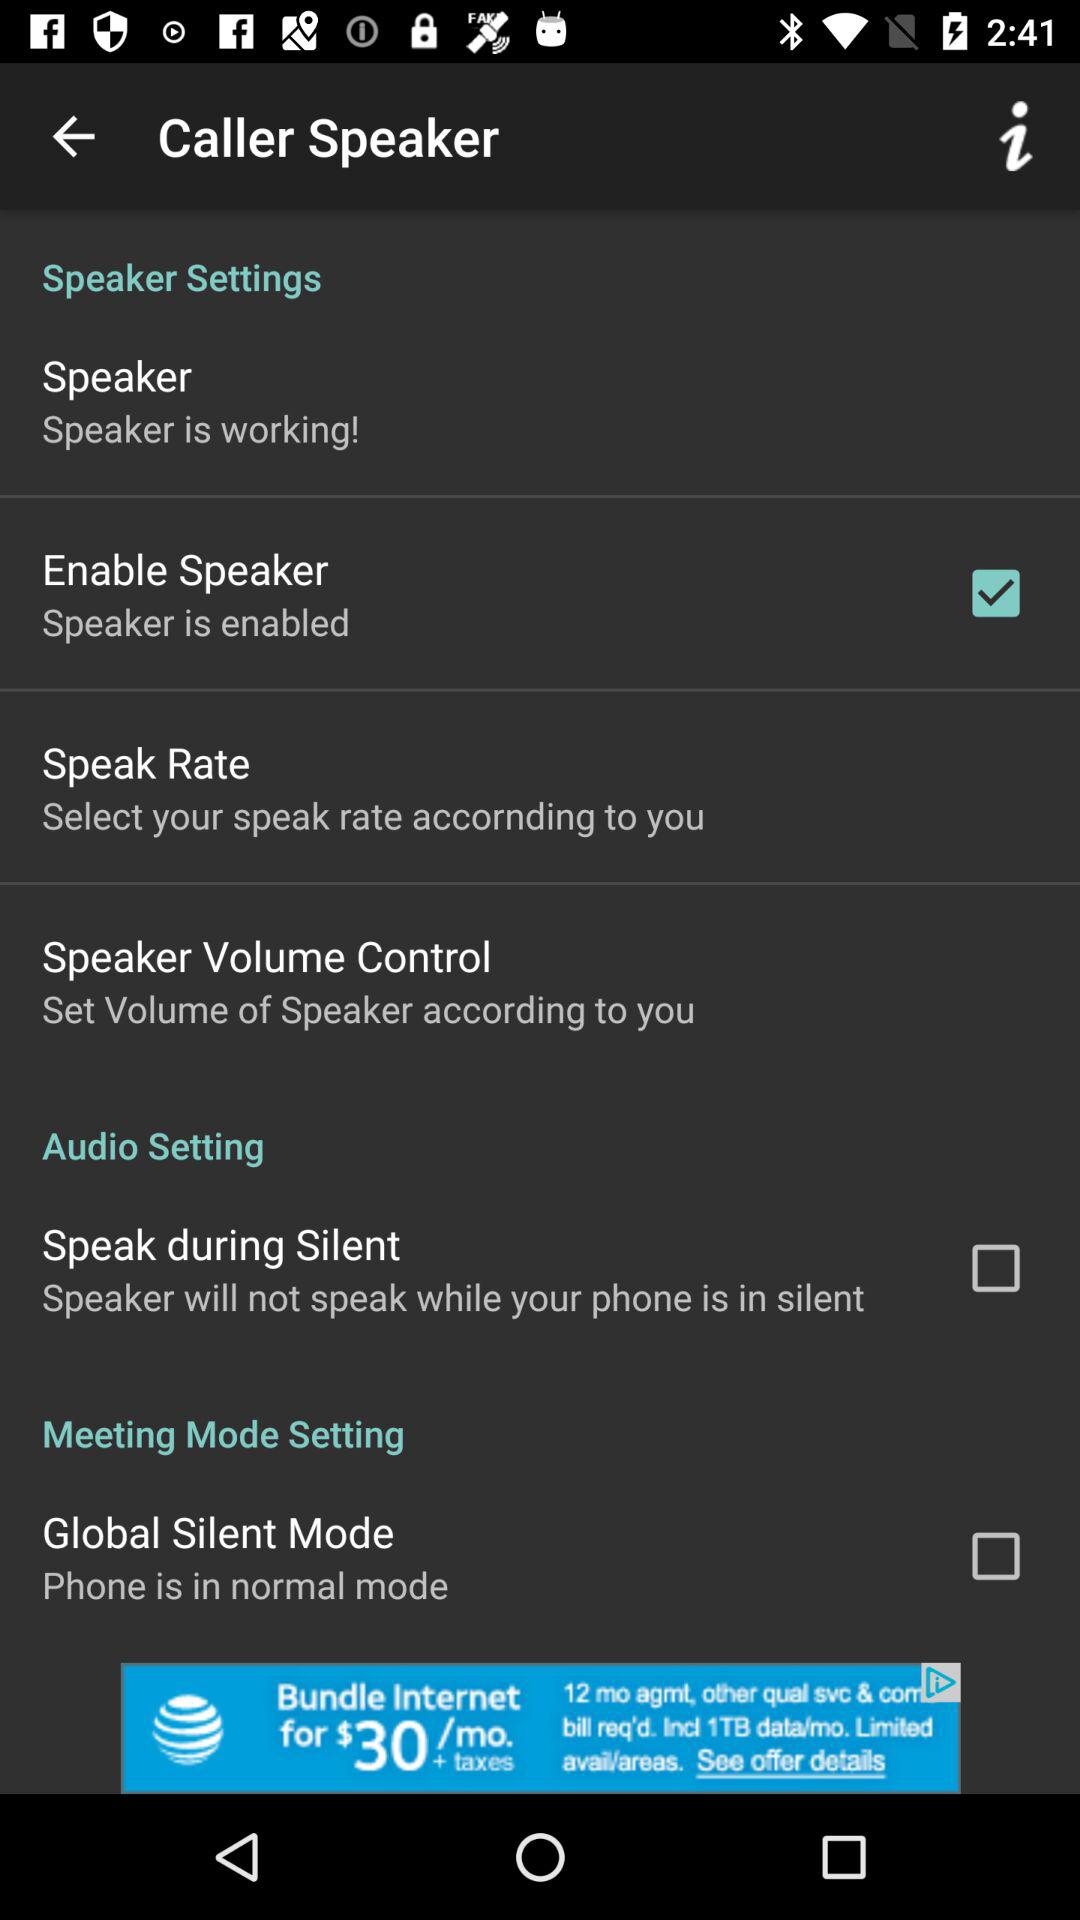 FAKE
2:41
Caller Speaker
Speaker Settings
Speaker
Speaker is working!
Enable Speaker
Speaker is enabled
Speak Rate
Select your speak rate accornding to you
Speaker Volume Control
Set Volume of Speaker according to you
Audio Setting
Speak during Silent
Speaker will not speak while your phone is in silent
Meeting Mode Setting
Global Silent Mode
Phone is in normal mode
Bundle Internet
for $30/mo.
+ taxes
12 mo agmt, other qual svc & com
bill req'd. Incl 1TB data/mo. Limited
avail/areas. See offer details